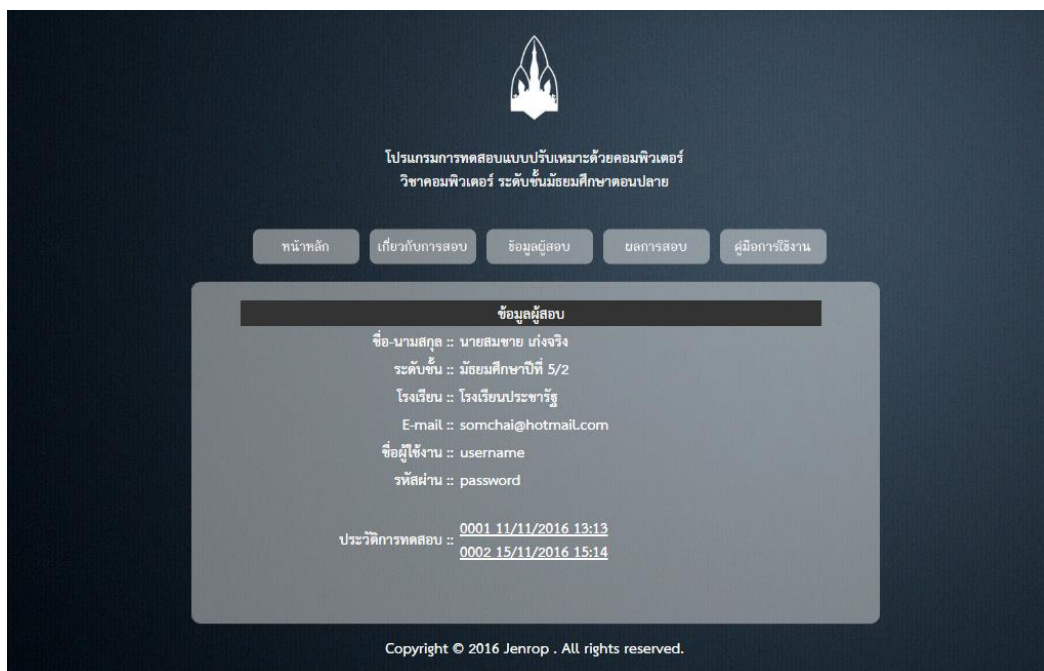 โปรแกรมการทดสอบแบบปรับเหมาะด้วยคอมพิวเตอร์
วิชาคอมพิวเตอร์ ระดับชั้นมัธยมศึกษาตอนปลาย
หน้าหลัก เกี่ยวกับการสอบ ข้อมูลผู้สอบ ผลการสอบ คู่มือการใช้งาน
ข้อมูลผู้สอบ
ชื่อ-นามสกุล :: นายสมชาย เก่งจริง
ระดับชั้น :: มัธยมศึกษาปีที่ 5/2
โรงเรียน :: โรงเรียนประชารัฐ
E-mail :: somchai@hotmail.com
ชื่อผู้ใช้งาน :: username
รหัสผ่าน :: password
ประวัติการทดสอบ :: 0001 11/11/2016 13:13
0002 15/11/2016 15:14
Copyright © 2016 Jenrop . All rights reserved.